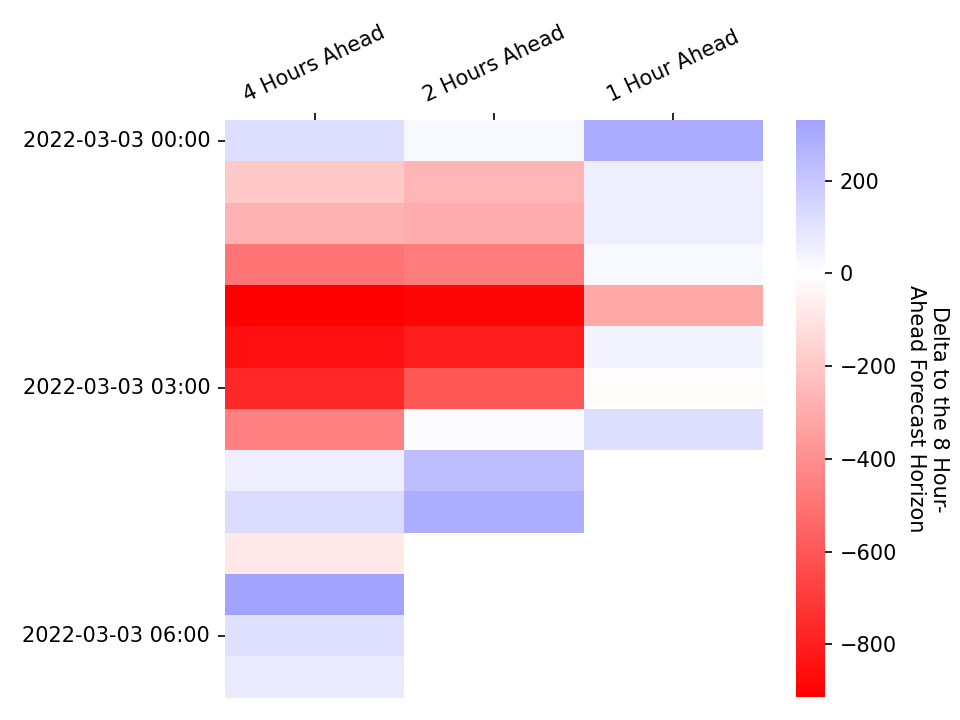 4 Hours Ahead
2 Hours Ahead
1 Hour Ahead
2022-03-03 00:00
2022-03-03 03:00
2022-03-03 06:00
200
0
−200
−400
−600
−800
Delta to the 8 Hour-
Ahead Forecast Horizon